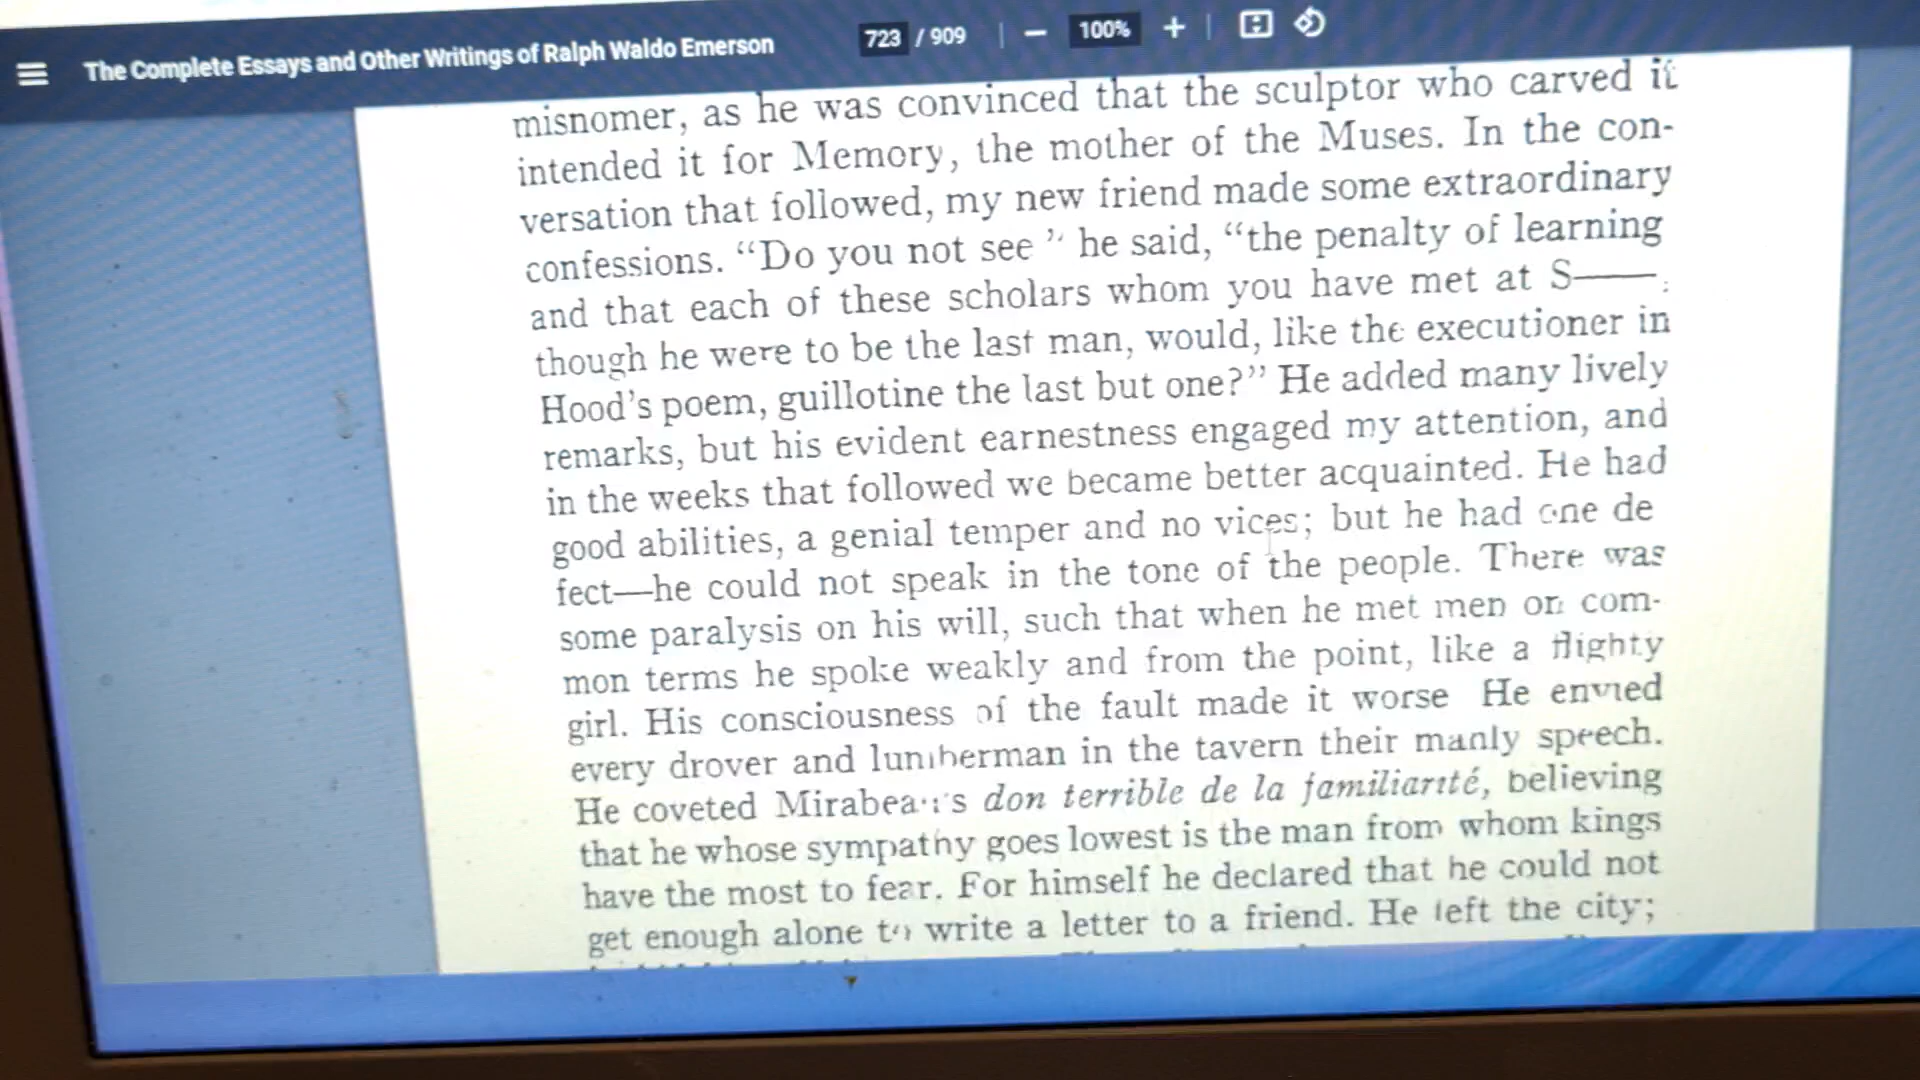 The Complete Essays and Other Writings of Ralph Waldo Emerson 723 / 909 — 100% +
misnomer, as he was convinced that the sculptor who carved it
intended it for Memory, the mother of the Muses. In the con-
versation that followed, my new friend made some extraordinary
confessions. “Do you not see” he said, “the penalty of learning
and that each of these scholars whom you have met at S——
though he were to be the last man, would, like the executioner in
Hood’s poem, guillotine the last but one?” He added many lively
remarks, but his evident earnestness engaged my attention, and
in the weeks that followed we became better acquainted. He had
good abilities, a genial temper and no vices; but he had one de
fect—he could not speak in the tone of the people. There was
some paralysis on his will, such that when he met men on com-
mon terms he spoke weakly and from the point, like a flighty
girl. His consciousness of the fault made it worse He envied
every drover and lumberman in the tavern their manly speech.
He coveted Mirabeau's don terrible de la familiarité, believing
that he whose sympathy goes lowest is the man from whom kings
have the most to fear. For himself he declared that he could not
get enough alone to write a letter to a friend. He left the city;